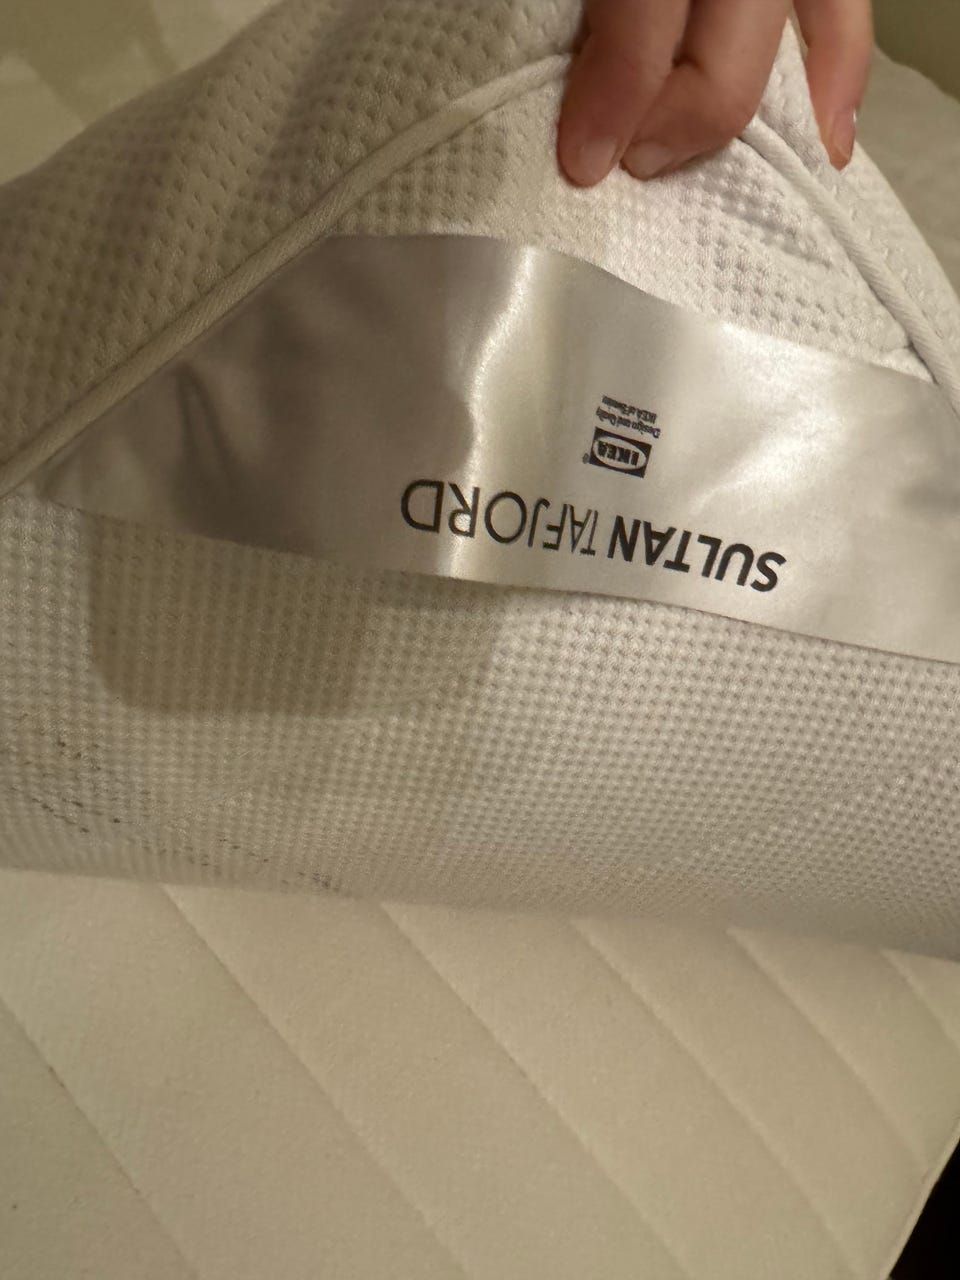 SULTAN TAFJORD
IKEA®
Design and Quality
IKEA of Sweden